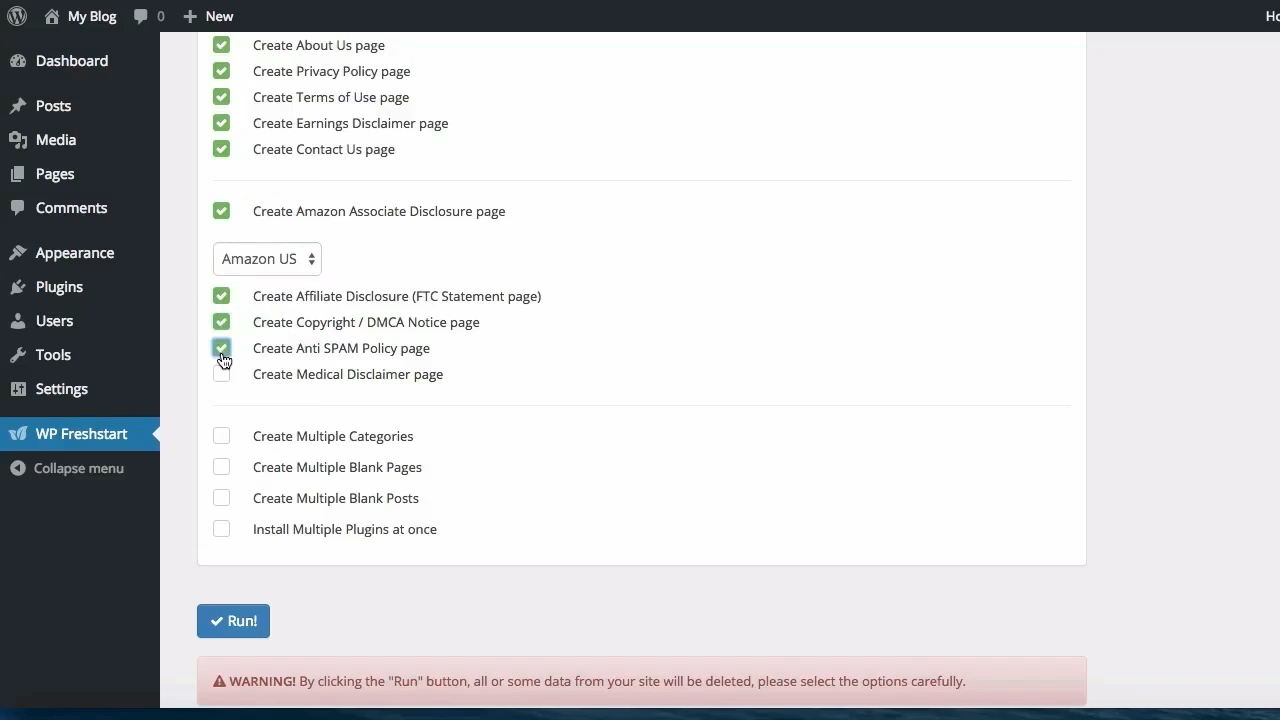 My Blog 0 New Ho
Dashboard
Posts
Media
Pages
Comments
Appearance
Plugins
Users
Tools
Settings
WP Freshstart
Collapse menu
Create About Us page
Create Privacy Policy page
Create Terms of Use page
Create Earnings Disclaimer page
Create Contact Us page
Create Amazon Associate Disclosure page
Amazon US
Create Affiliate Disclosure (FTC Statement page)
Create Copyright / DMCA Notice page
Create Anti SPAM Policy page
Create Medical Disclaimer page
Create Multiple Categories
Create Multiple Blank Pages
Create Multiple Blank Posts
Install Multiple Plugins at once
Run!
WARNING! By clicking the "Run" button, all or some data from your site will be deleted, please select the options carefully.